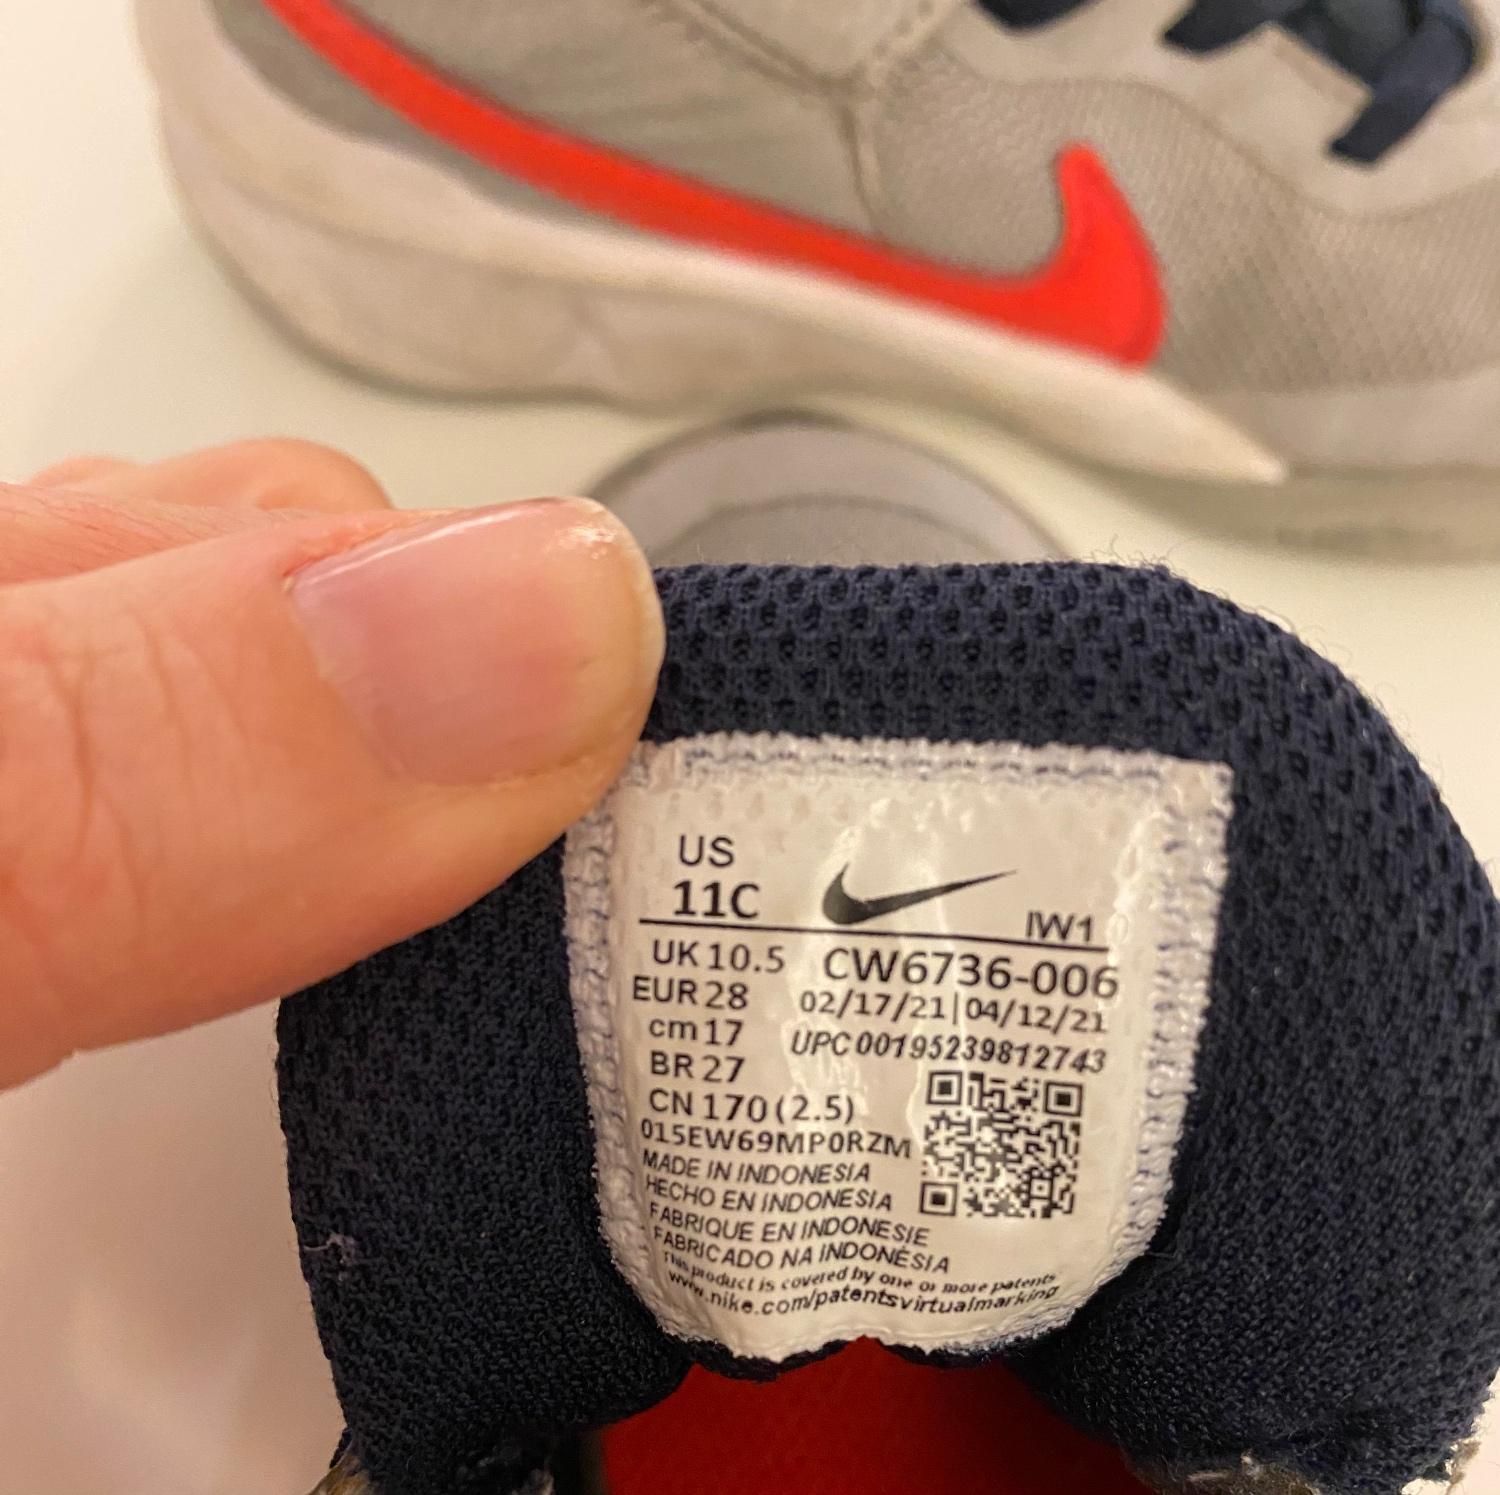 US
11C
IW1
UK 10.5 CW6736-006
EUR 28 02/17/21|04/12/21
cm 17 UPC 00195239812743
BR 27
CN 170 (2.5)
015EW69MP0RZM
MADE IN INDONESIA
HECHO EN INDONESIA
FABRIQUE EN INDONESIE
FABRICADO NA INDONÉSIA
This product is covered by one or more patents
www.nike.com/patentsvirtualmarking